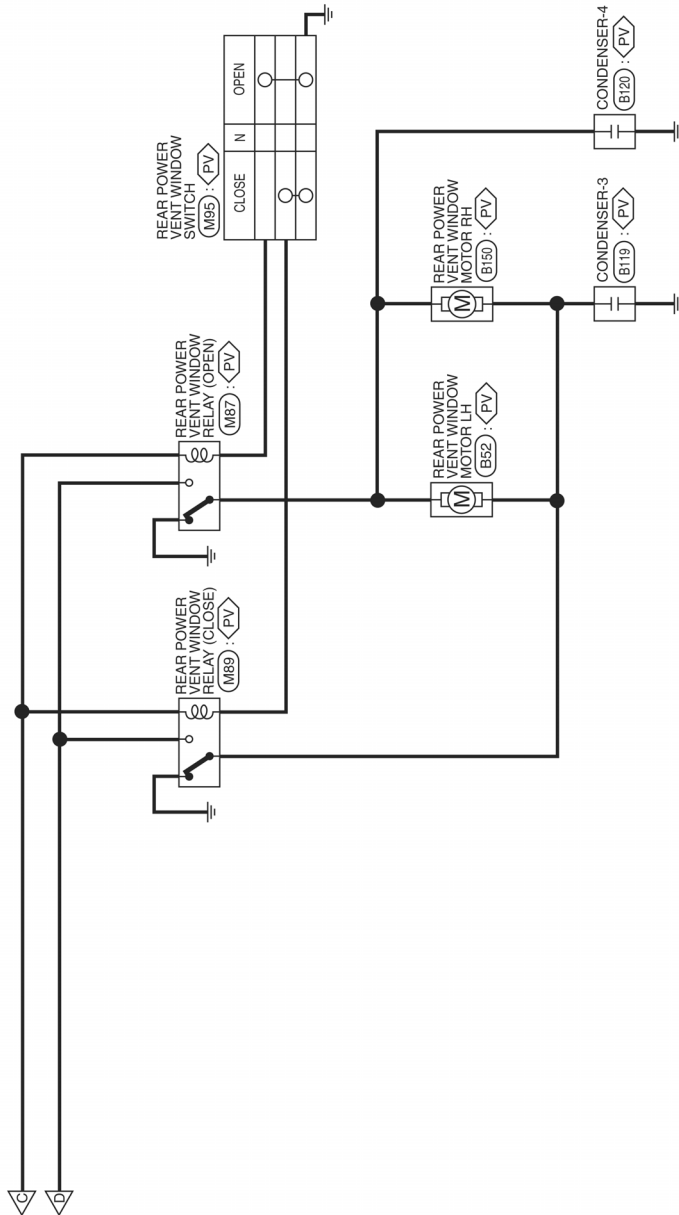 C
D
REAR POWER
VENT WINDOW
RELAY (CLOSE)
M89 : PV
REAR POWER
VENT WINDOW
RELAY (OPEN)
M87 : PV
REAR POWER
VENT WINDOW
SWITCH
M95 : PV
CLOSE
N
OPEN
REAR POWER
VENT WINDOW
MOTOR LH
B52 : PV
M
REAR POWER
VENT WINDOW
MOTOR RH
B150 : PV
M
CONDENSER-3
B119 : PV
CONDENSER-4
B120 : PV